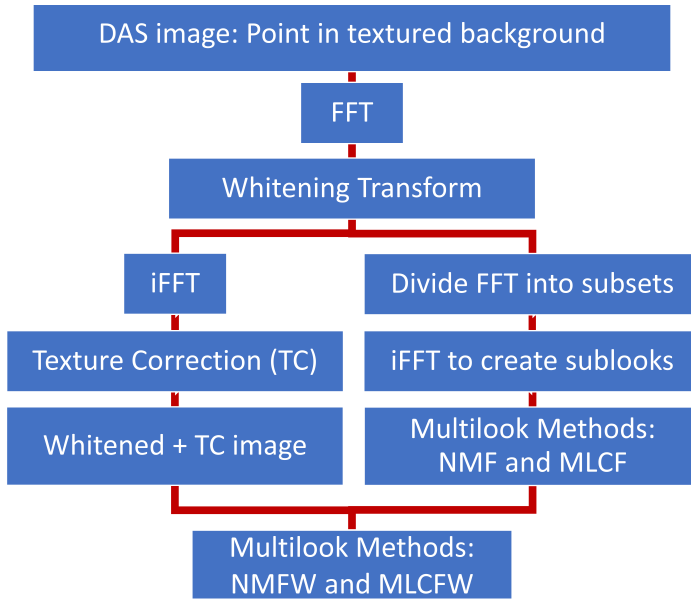 DAS image: Point in textured background
FFT
Whitening Transform
iFFT
Texture Correction (TC)
Whitened + TC image
Divide FFT into subsets
iFFT to create sublooks
Multilook Methods:
NMF and MLCF
Multilook Methods:
NMFW and MLCFW